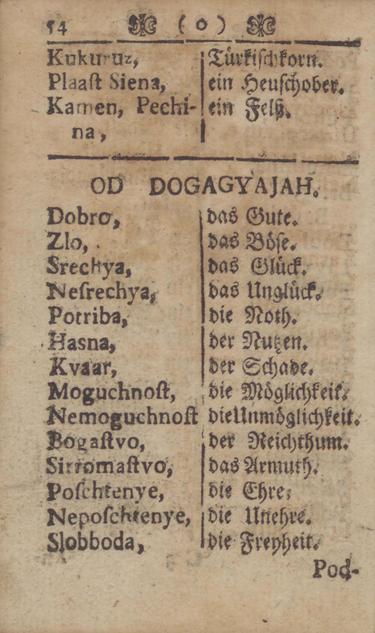 54 ( o )
Kukuruz, Türkischkorn.
Plaaſt Siena, ein Heuſchober.
Kamen, Pechi- ein Felß.
na,
OD DOGAGYAJAH.
Dobro, das Gute.
Zlo, das Böſe.
Srechya, das Glück.
Neſrechya, das Unglück.
Potriba, die Noth.
Hasna, der Nutzen.
Kvaar, der Schade.
Moguchnoſt, die Möglichkeit.
Nemoguchnoſt dieUnmöglichkeit.
Bogaſtvo, der Reichthum.
Sirromaſtvo, das Armuth.
Poſchtenye, die Ehre.
Nepoſchtenye, die Unehre.
Slobboda, die Freyheit.
Pod-